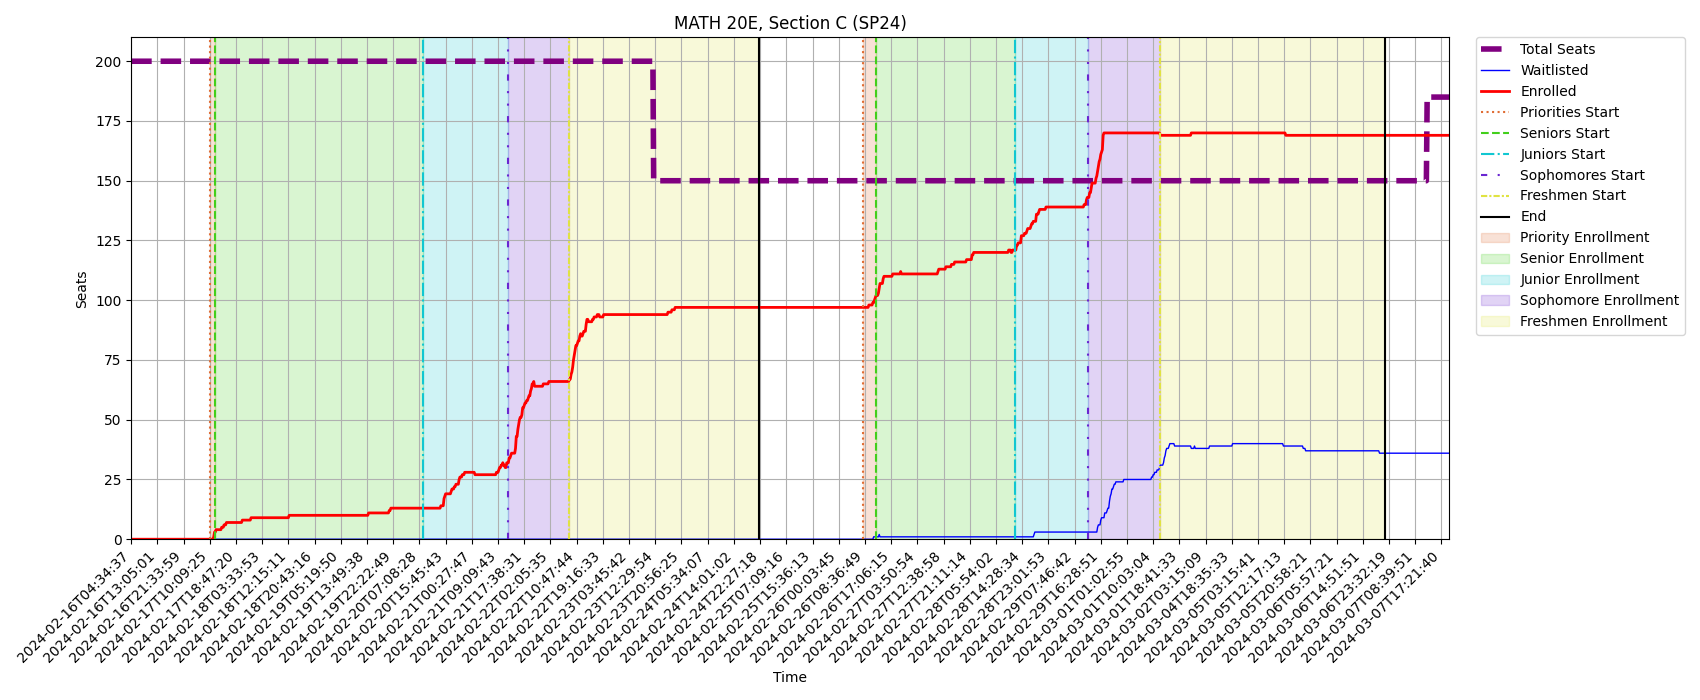 MATH 20E, Section C (SP24)
Seats
200
175
150
125
100
75
50
25
0
2024-02-16T04:34:37
2024-02-16T13:05:01
2024-02-16T21:33:59
2024-02-17T10:09:25
2024-02-17T18:47:20
2024-02-18T03:33:53
2024-02-18T12:15:11
2024-02-18T20:43:16
2024-02-19T05:19:50
2024-02-19T13:49:38
2024-02-19T22:22:49
2024-02-20T07:08:28
2024-02-20T15:45:43
2024-02-21T00:27:47
2024-02-21T09:09:43
2024-02-21T17:38:31
2024-02-22T02:05:35
2024-02-22T10:47:44
2024-02-22T19:16:33
2024-02-23T03:45:42
2024-02-23T12:29:54
2024-02-23T20:56:25
2024-02-24T05:34:07
2024-02-24T14:01:02
2024-02-24T22:27:18
2024-02-25T07:09:16
2024-02-25T15:36:13
2024-02-26T00:03:45
2024-02-26T08:36:49
2024-02-26T17:06:15
2024-02-27T03:50:54
2024-02-27T12:38:58
2024-02-27T21:11:14
2024-02-28T05:54:02
2024-02-28T14:28:34
2024-02-28T23:01:53
2024-02-29T07:46:42
2024-02-29T16:28:51
2024-03-01T01:02:55
2024-03-01T10:03:04
2024-03-01T18:41:33
2024-03-02T03:15:09
2024-03-04T18:35:33
2024-03-05T03:15:41
2024-03-05T12:17:13
2024-03-05T20:58:21
2024-03-06T05:57:21
2024-03-06T14:51:51
2024-03-06T23:32:19
2024-03-07T08:39:51
2024-03-07T17:21:40
Time
Total Seats
Waitlisted
Enrolled
Priorities Start
Seniors Start
Juniors Start
Sophomores Start
Freshmen Start
End
Priority Enrollment
Senior Enrollment
Junior Enrollment
Sophomore Enrollment
Freshmen Enrollment